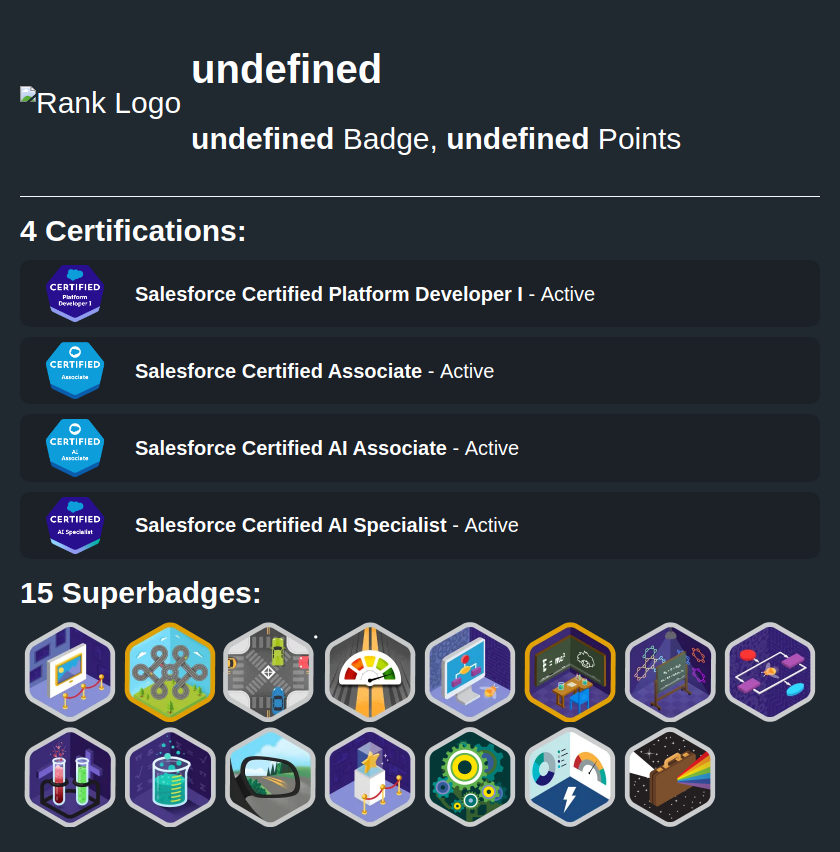 undefined
Rank Logo
undefined Badge, undefined Points
4 Certifications:
CERTIFIED
Platform
Developer I
Salesforce Certified Platform Developer I - Active
CERTIFIED
Associate
Salesforce Certified Associate - Active
CERTIFIED
AI
Associate
Salesforce Certified AI Associate - Active
CERTIFIED
AI Specialist
Salesforce Certified AI Specialist - Active
15 Superbadges: